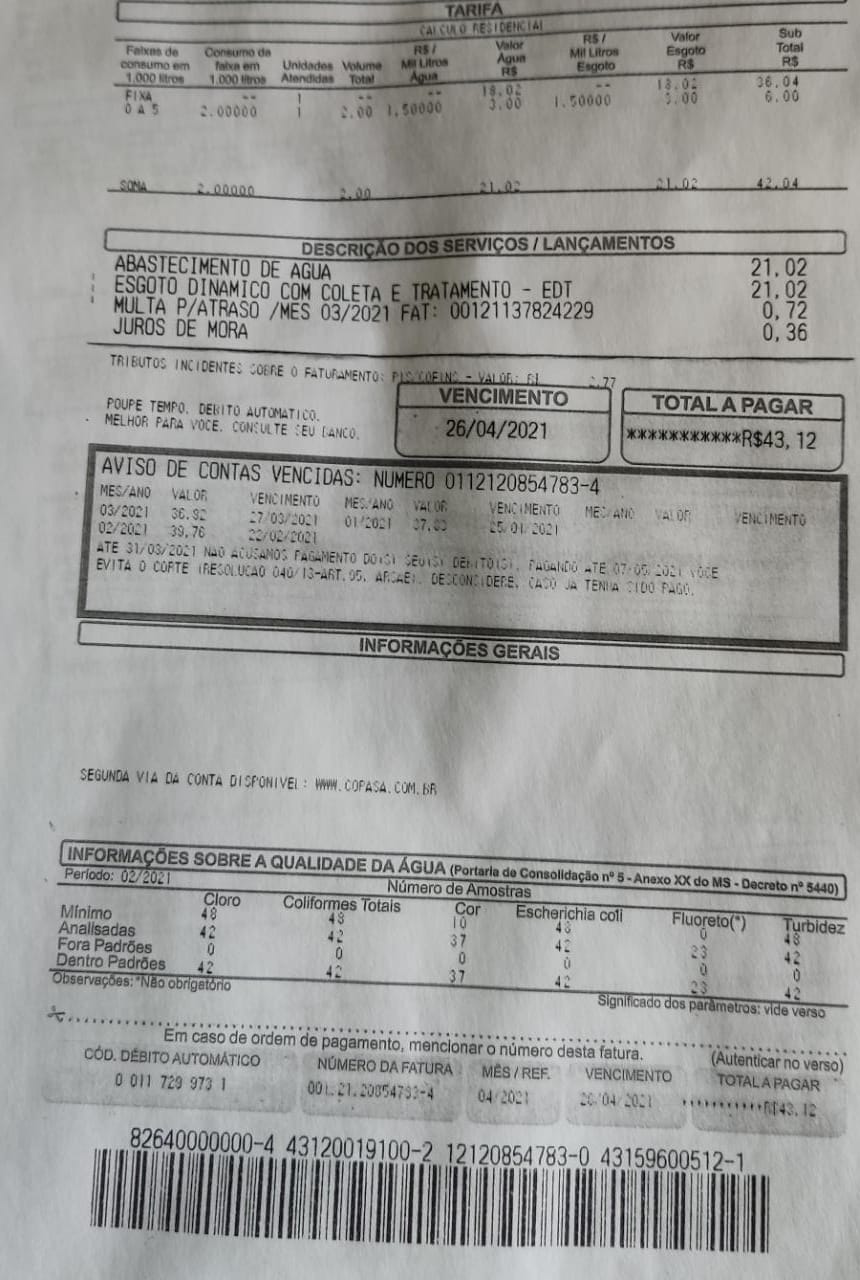 TARIFA
CALCULO RESIDENCIAL
Faixas de consumo em 1.000 litros Consumo da faixa em 1.000 litros Unidades Atendidas Volume Total R$ / Mil Litros Água Valor Água R$ R$ / Mil Litros Esgoto Valor Esgoto R$ Sub Total R$
FIXA -- 1 -- -- 18.02 -- 18.02 36.04
0 A 5 2.00000 1 2.00 1.50000 3.00 1.50000 3.00 6.00
SOMA 2.00000 2.00 21.02 21.02 42.04
DESCRIÇÃO DOS SERVIÇOS / LANÇAMENTOS
ABASTECIMENTO DE AGUA 21,02
ESGOTO DINAMICO COM COLETA E TRATAMENTO - EDT 21,02
MULTA P/ATRASO /MES 03/2021 FAT: 00121137824229 0,72
JUROS DE MORA 0,36
TRIBUTOS INCIDENTES SOBRE O FATURAMENTO: PIS/COFINS - VALOR: R$ 2,77
POUPE TEMPO. DEBITO AUTOMATICO.
MELHOR PARA VOCE. CONSULTE SEU BANCO.
VENCIMENTO
26/04/2021
TOTAL A PAGAR
***********R$43,12
AVISO DE CONTAS VENCIDAS: NUMERO 0112120854783-4
MES/ANO VALOR VENCIMENTO MES/ANO VALOR VENCIMENTO MES/ANO VALOR VENCIMENTO
03/2021 36,92 27/03/2021 01/2021 25/01/2021
02/2021 39,76 22/02/2021
ATE 31/03/2021 NAO ACUSAMOS PAGAMENTO DO(S) SEU(S) DEBITO(S). PAGANDO ATE 07/05/2021 VOCE
EVITA O CORTE (RESOLUCAO 040/13-ART.95, ARSAE). DESCONSIDERE, CASO JA TENHA SIDO PAGO.
INFORMAÇÕES GERAIS
SEGUNDA VIA DA CONTA DISPONIVEL: WWW.COPASA.COM.BR
INFORMAÇÕES SOBRE A QUALIDADE DA ÁGUA (Portaria de Consolidação nº 5 - Anexo XX do MS - Decreto nº 5440)
Período: 02/2021 Número de Amostras
Cloro Coliformes Totais Cor Escherichia coli Fluoreto(*) Turbidez
Mínimo 48 48 10 48 0 48
Analisadas 42 42 37 42 23 42
Fora Padrões 0 0 0 0 0 0
Dentro Padrões 42 42 37 42 23 42
Observações: *Não obrigatório
Significado dos parâmetros: vide verso
Em caso de ordem de pagamento, mencionar o número desta fatura. (Autenticar no verso)
CÓD. DÉBITO AUTOMÁTICO NÚMERO DA FATURA MÊS / REF. VENCIMENTO TOTAL A PAGAR
0 011 729 973 1 001.21.20854783-4 04/2021 26/04/2021 ***********R$43,12
82640000000-4 43120019100-2 12120854783-0 43159600512-1